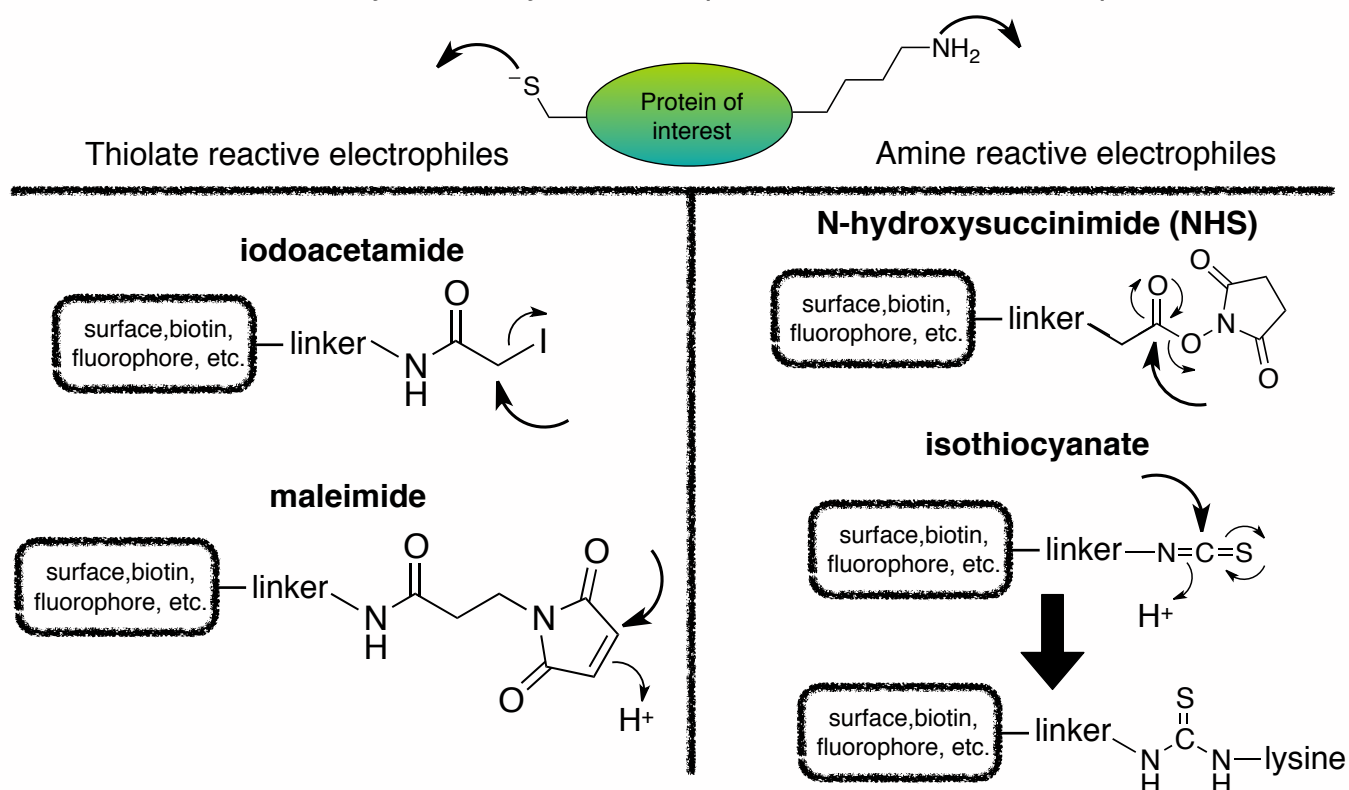 NH2
−S
Protein of
interest
Thiolate reactive electrophiles
Amine reactive electrophiles
iodoacetamide
surface,biotin,
fluorophore, etc.
linker
N
H
O
I
maleimide
surface,biotin,
fluorophore, etc.
linker
N
H
O
N
O
O
H+
N-hydroxysuccinimide (NHS)
surface,biotin,
fluorophore, etc.
linker
O
O
N
O
O
isothiocyanate
surface,biotin,
fluorophore, etc.
linker
N=C=S
H+
surface,biotin,
fluorophore, etc.
linker
N
H
S
C
N
H
lysine